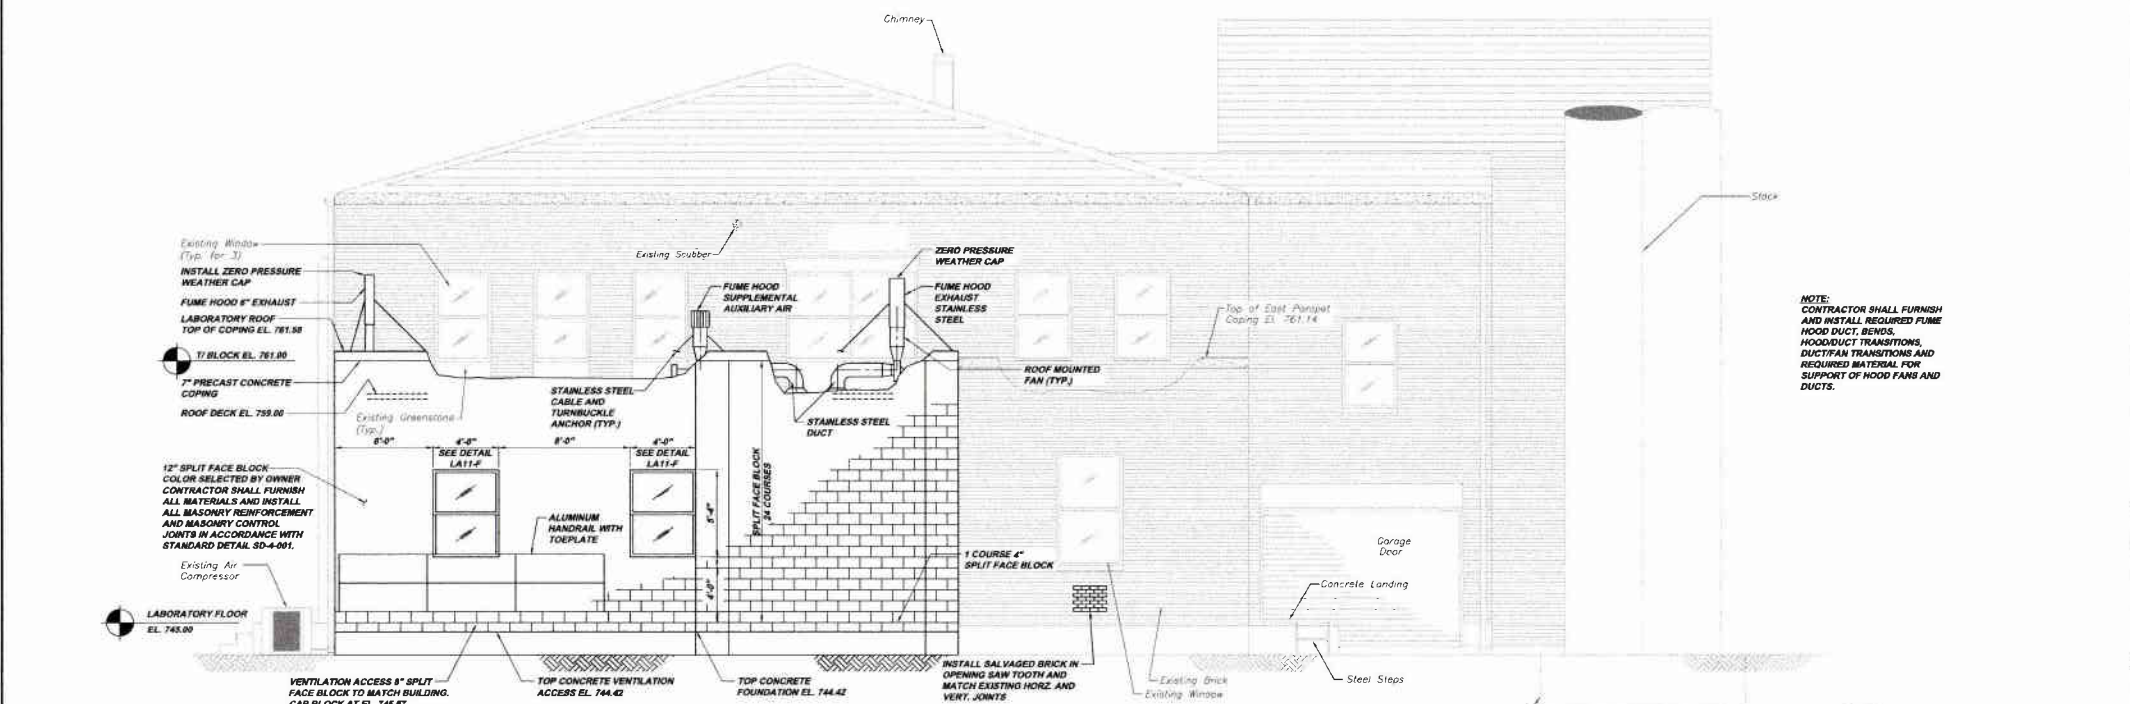 Chimney
Stack
Existing Window
(Typ. for 3)
INSTALL ZERO PRESSURE
WEATHER CAP
FUME HOOD 6" EXHAUST
LABORATORY ROOF
TOP OF COPING EL. 761.58
T/ BLOCK EL. 761.00
7" PRECAST CONCRETE
COPING
ROOF DECK EL. 759.00
Existing Greenstone
(Typ.)
Existing Scubber
FUME HOOD
SUPPLEMENTAL
AUXILIARY AIR
ZERO PRESSURE
WEATHER CAP
FUME HOOD
EXHAUST
STAINLESS
STEEL
Top of East Parapet
Coping El. 761.14
ROOF MOUNTED
FAN (TYP.)
STAINLESS STEEL
CABLE AND
TURNBUCKLE
ANCHOR (TYP.)
STAINLESS STEEL
DUCT
NOTE:
CONTRACTOR SHALL FURNISH
AND INSTALL REQUIRED FUME
HOOD DUCT, BENDS,
HOOD/DUCT TRANSITIONS,
DUCT/FAN TRANSITIONS AND
REQUIRED MATERIAL FOR
SUPPORT OF HOOD FANS AND
DUCTS.
6'-0" 4'-0" 8'-0" 4'-0"
SEE DETAIL
LA11-F
SEE DETAIL
LA11-F
12" SPLIT FACE BLOCK
COLOR SELECTED BY OWNER
CONTRACTOR SHALL FURNISH
ALL MATERIALS AND INSTALL
ALL MASONRY REINFORCEMENT
AND MASONRY CONTROL
JOINTS IN ACCORDANCE WITH
STANDARD DETAIL SD-4-001.
SPLIT FACE BLOCK
24 COURSES
5'-4"
4'-0"
ALUMINUM
HANDRAIL WITH
TOEPLATE
1 COURSE 4"
SPLIT FACE BLOCK
Garage
Door
Existing Air
Compressor
Concrete Landing
LABORATORY FLOOR
EL. 745.00
VENTILATION ACCESS 8" SPLIT
FACE BLOCK TO MATCH BUILDING.
CAP BLOCK AT EL. 745.67
TOP CONCRETE VENTILATION
ACCESS EL. 744.42
TOP CONCRETE
FOUNDATION EL. 744.42
INSTALL SALVAGED BRICK IN
OPENING SAW TOOTH AND
MATCH EXISTING HORZ. AND
VERT. JOINTS
Existing Brick
Existing Window
Steel Steps